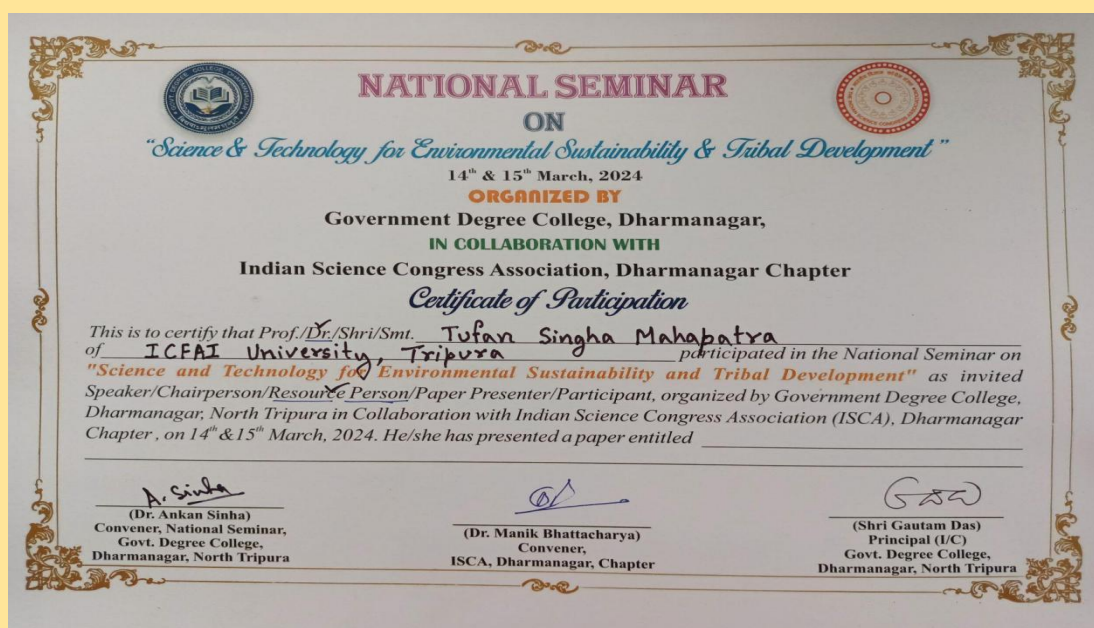 NATIONAL SEMINAR
ON
"Science & Technology for Environmental Sustainability & Tribal Development"
14th & 15th March, 2024
ORGANIZED BY
Government Degree College, Dharmanagar,
IN COLLABORATION WITH
Indian Science Congress Association, Dharmanagar Chapter
Certificate of Participation
This is to certify that Prof./Dr./Shri/Smt. Tufan Singha Mahapatra
of ICFAI University, Tripura participated in the National Seminar on
"Science and Technology for Environmental Sustainability and Tribal Development" as invited
Speaker/Chairperson/Resource Person/Paper Presenter/Participant, organized by Government Degree College,
Dharmanagar, North Tripura in Collaboration with Indian Science Congress Association (ISCA), Dharmanagar
Chapter , on 14th &15th March, 2024. He/she has presented a paper entitled
A. Sinha
(Dr. Ankan Sinha)
Convener, National Seminar,
Govt. Degree College,
Dharmanagar, North Tripura
(Dr. Manik Bhattacharya)
Convener,
ISCA, Dharmanagar, Chapter
(Shri Gautam Das)
Principal (I/C)
Govt. Degree College,
Dharmanagar, North Tripura